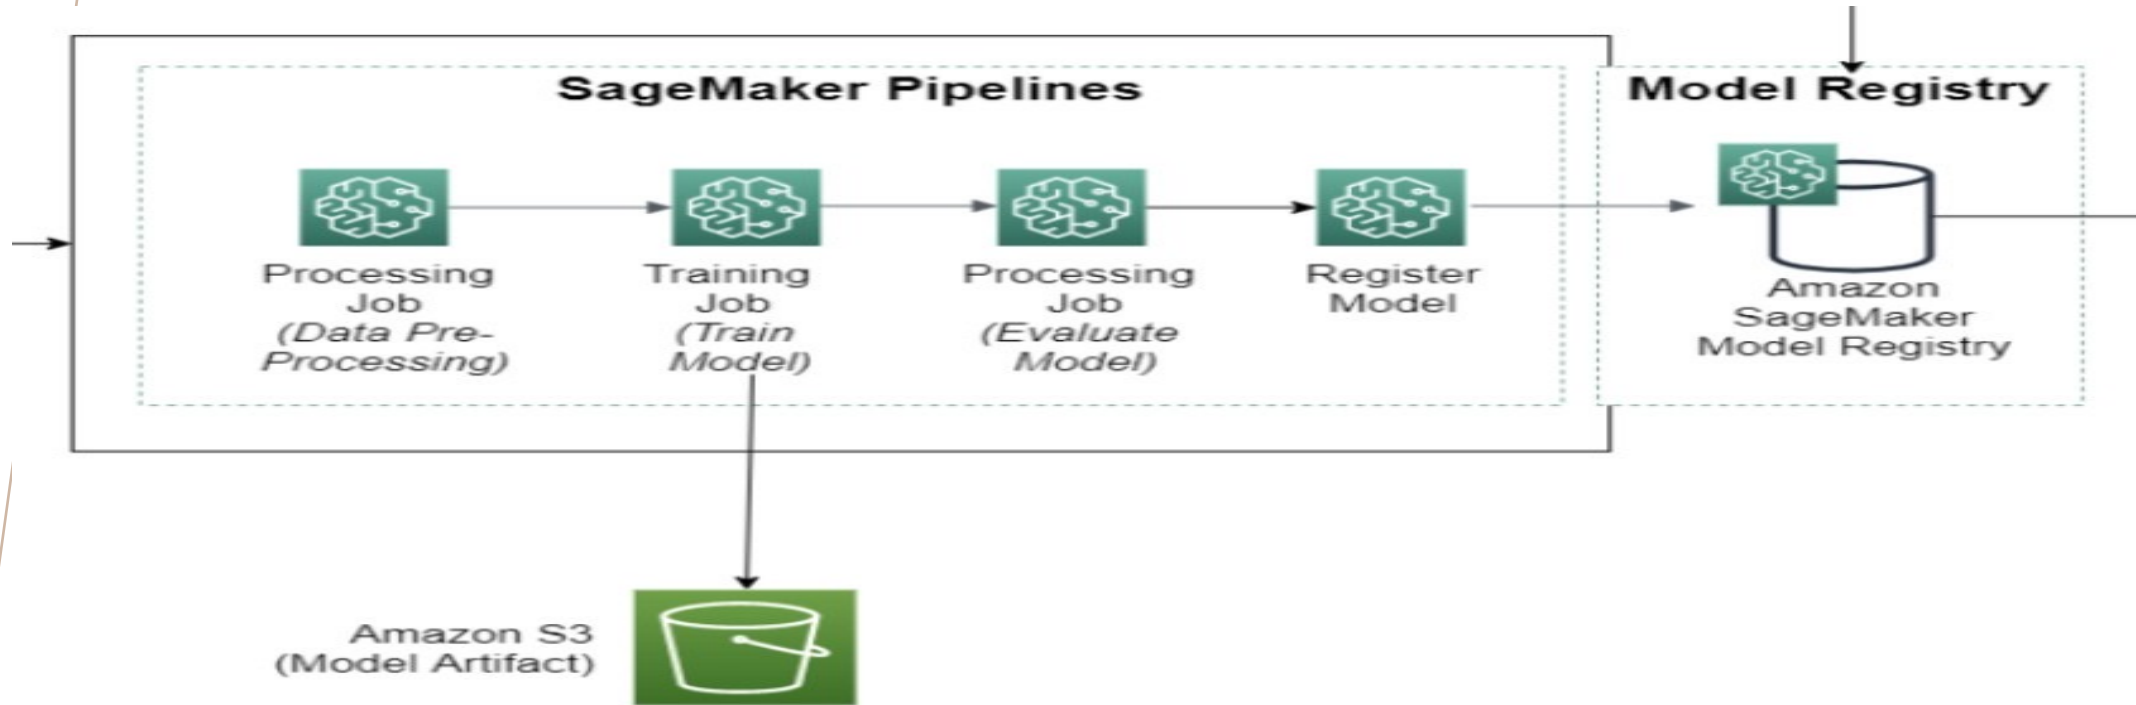 SageMaker Pipelines
Model Registry
Processing
Job
(Data Pre-
Processing)
Training
Job
(Train
Model)
Processing
Job
(Evaluate
Model)
Register
Model
Amazon
SageMaker
Model Registry
Amazon S3
(Model Artifact)